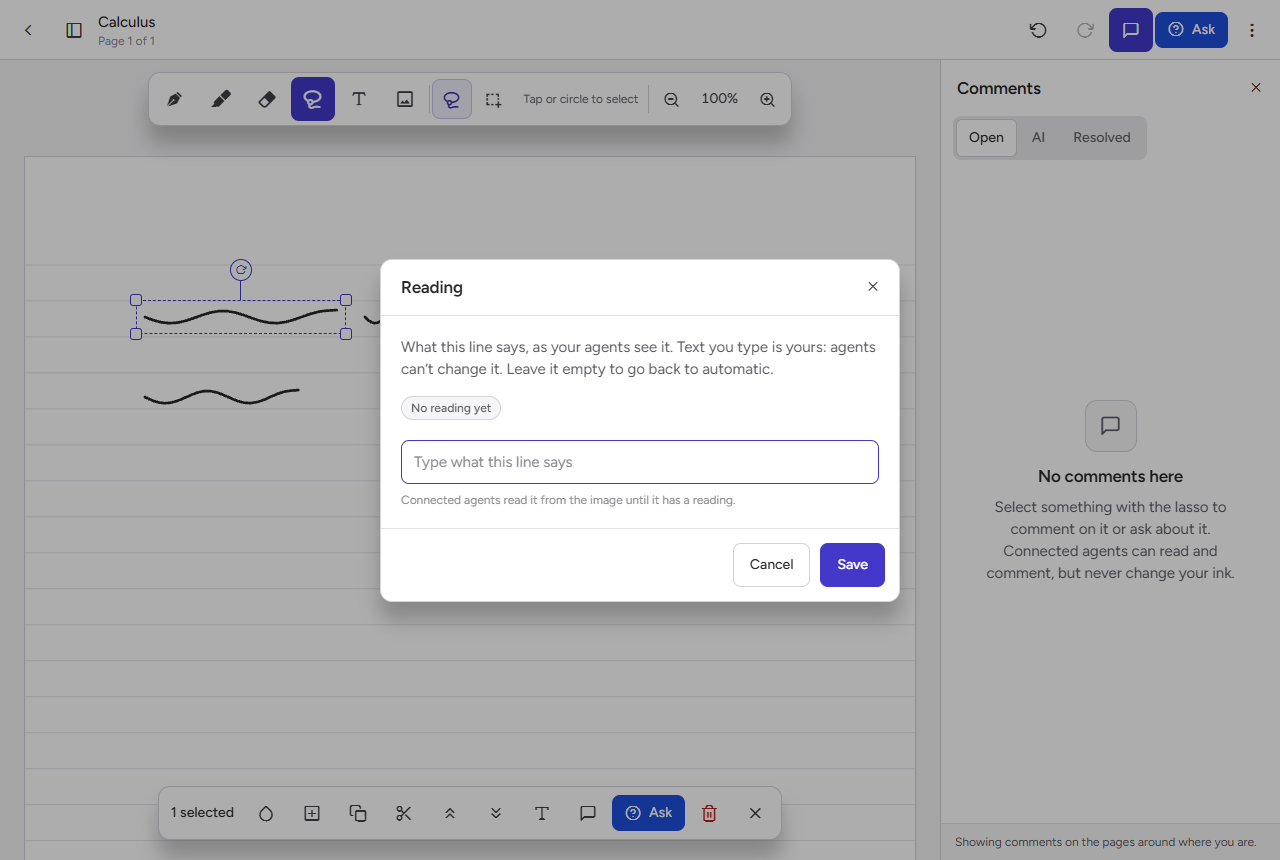 Calculus
Page 1 of 1
Ask
Tap or circle to select
100%
Comments
Open
AI
Resolved
Reading
What this line says, as your agents see it. Text you type is yours: agents
can't change it. Leave it empty to go back to automatic.
No reading yet
Type what this line says
Connected agents read it from the image until it has a reading.
Cancel
Save
No comments here
Select something with the lasso to
comment on it or ask about it.
Connected agents can read and
comment, but never change your ink.
1 selected
Ask
Showing comments on the pages around where you are.